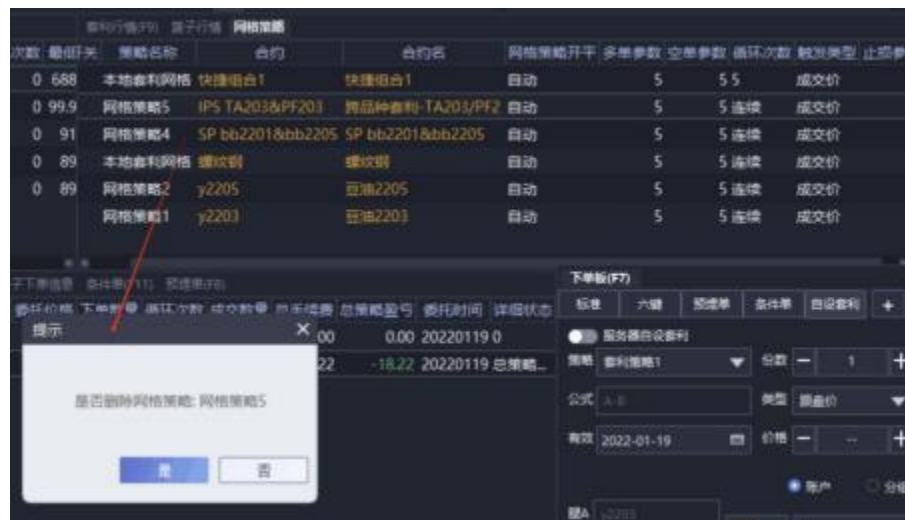 套利行情(F9) 端子行情 网格策略
次数 最低 开关 策略名称 合约 合约名 网格策略开平 多单参数 空单参数 循环次数 触发类型 止损参
0 688 本地套利网格 快捷组合1 快捷组合1 自动 5 5 5 成交价
0 99.9 网格策略5 IPS TA203&PF203 跨品种套利-TA203/PF2 自动 5 5 连续 成交价
0 91 网格策略4 SP bb2201&bb2205 SP bb2201&bb2205 自动 5 5 连续 成交价
0 89 本地套利网格 螺纹钢 螺纹钢 自动 5 5 连续 成交价
0 89 网格策略2 y2205 豆油2205 自动 5 5 连续 成交价
网格策略1 y2203 豆油2203 自动 5 5 连续 成交价
子下单信息 条件单(F11) 预埋单(F8)
委托价格 下单数量 循环次数 成交数量 总手续费 总策略盈亏 委托时间 详细状态
00 0.00 20220119 0
22 -18.22 20220119 总策略...
提示
是否删除网格策略: 网格策略5
是 否
下单板(F7)
标准 六键 预埋单 条件单 自设套利 +
服务器自设套利
策略 套利策略1 份数 - 1 +
公式 A-B 类型 限价
有效 2022-01-19 价格 - -- +
账户 分组
腿A y2203